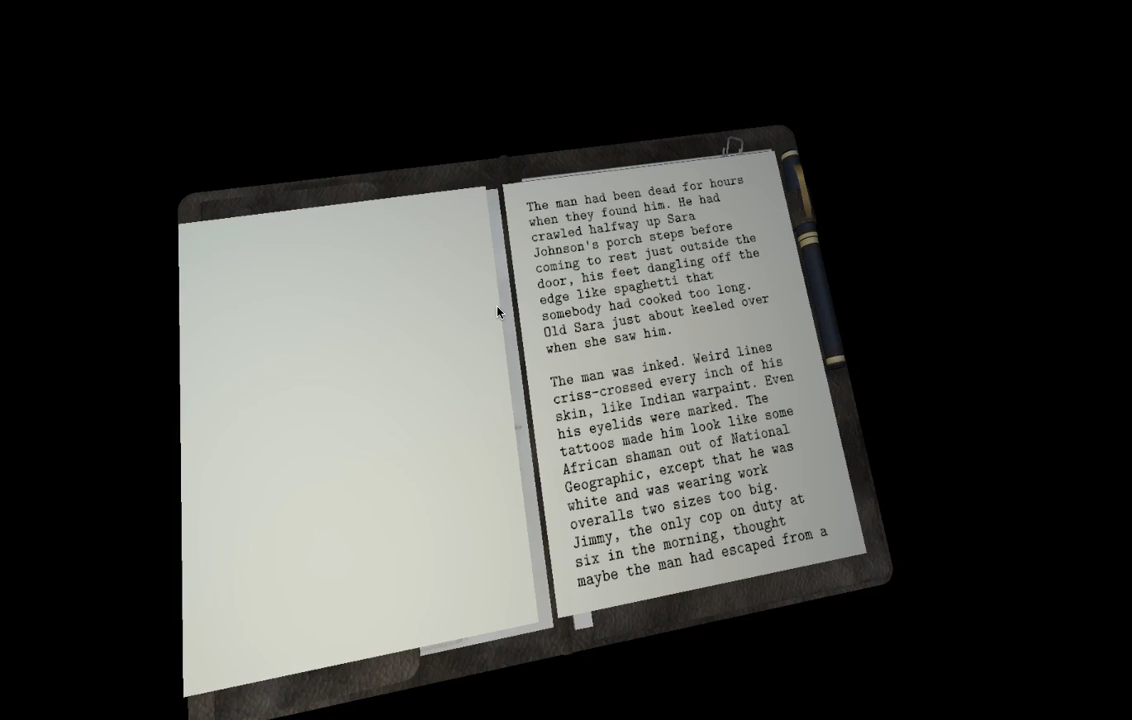 The man had been dead for hours
when they found him. He had
crawled halfway up Sara
Johnson's porch steps before
coming to rest just outside the
door, his feet dangling off the
edge like spaghetti that
somebody had cooked too long.
Old Sara just about keeled over
when she saw him.
The man was inked. Weird lines
criss-crossed every inch of his
skin, like Indian warpaint. Even
his eyelids were marked. The
tattoos made him look like some
African shaman out of National
Geographic, except that he was
white and was wearing work
overalls two sizes too big.
Jimmy, the only cop on duty at
six in the morning, thought
maybe the man had escaped from a